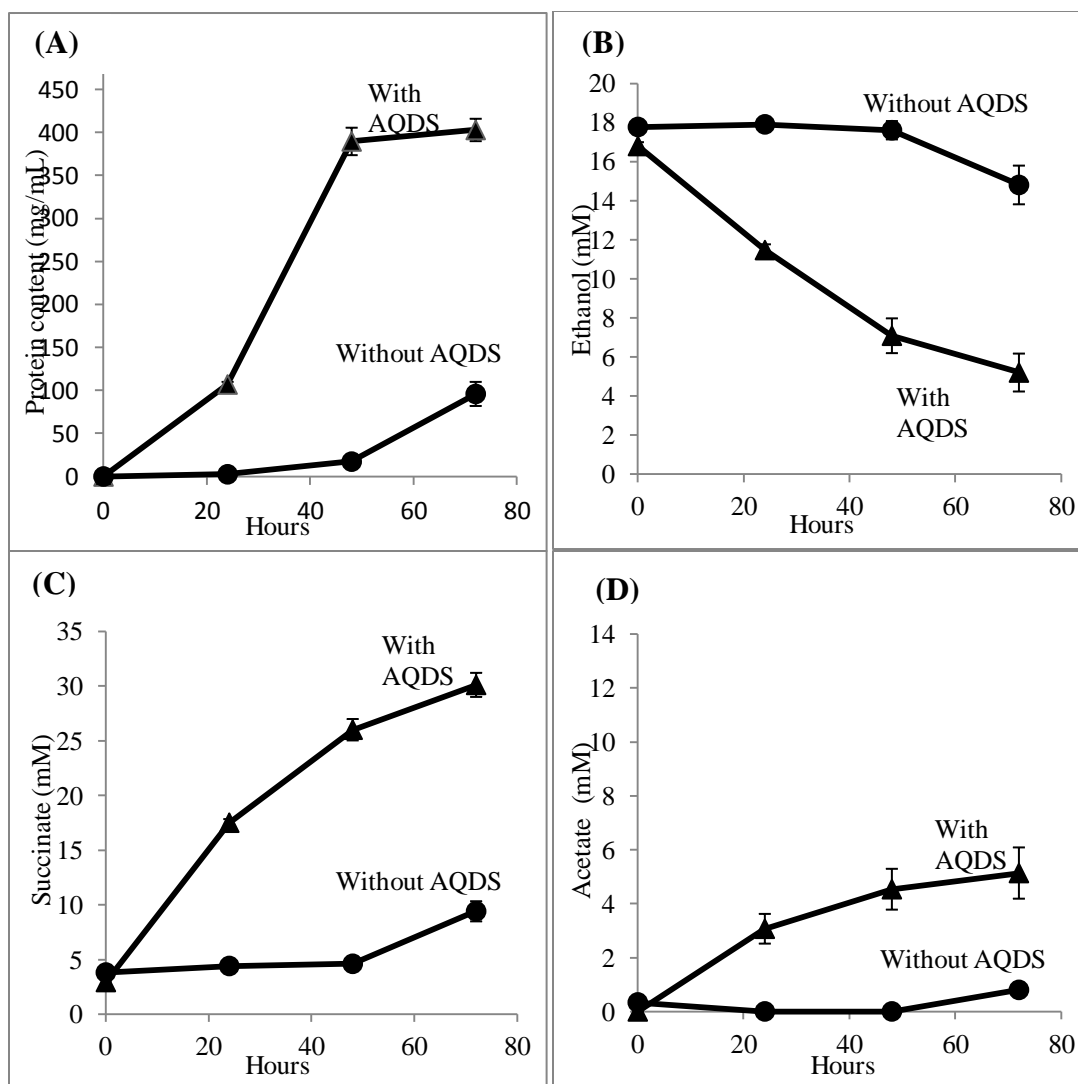 (A)
Protein content (mg/mL)
450
400
350
300
250
200
150
100
50
0
With
AQDS
Without AQDS
0 20 40 60 80
Hours
(B)
Ethanol (mM)
20
18
16
14
12
10
8
6
4
2
0
Without AQDS
With
AQDS
0 20 40 60 80
Hours
(C)
Succinate (mM)
35
30
25
20
15
10
5
0
With
AQDS
Without AQDS
0 20 40 60 80
Hours
(D)
Acetate (mM)
14
12
10
8
6
4
2
0
With
AQDS
Without AQDS
0 20 40 60 80
Hours